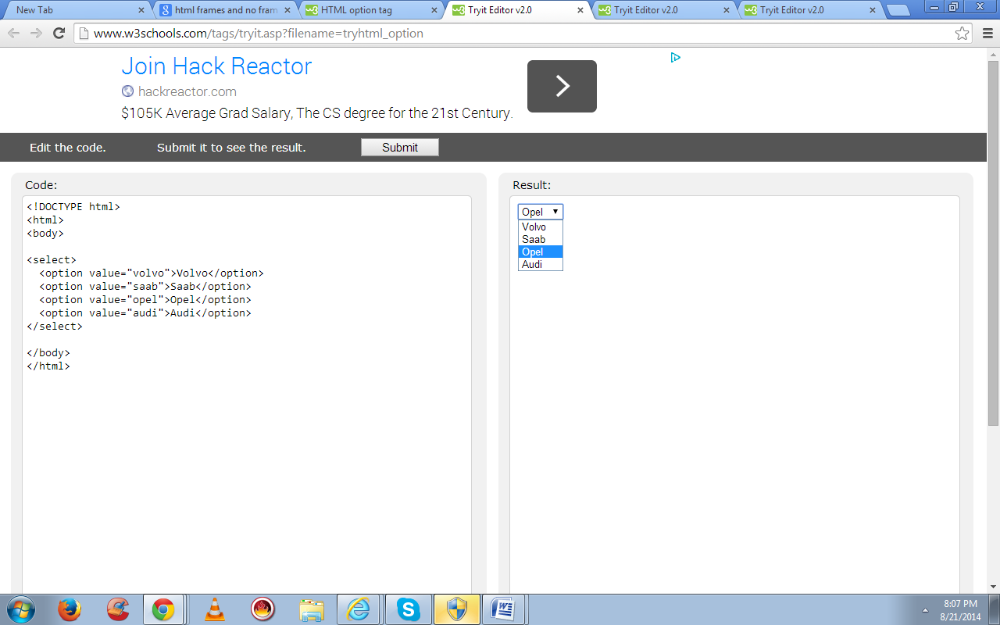 New Tab
html frames and no fram
HTML option tag
Tryit Editor v2.0
Tryit Editor v2.0
Tryit Editor v2.0
www.w3schools.com/tags/tryit.asp?filename=tryhtml_option
Join Hack Reactor
hackreactor.com
$105K Average Grad Salary, The CS degree for the 21st Century.
Edit the code. Submit it to see the result. Submit
Code:
<!DOCTYPE html>
<html>
<body>
<select>
<option value="volvo">Volvo</option>
<option value="saab">Saab</option>
<option value="opel">Opel</option>
<option value="audi">Audi</option>
</select>
</body>
</html>
Result:
Opel
Volvo
Saab
Opel
Audi
8:07 PM
8/21/2014